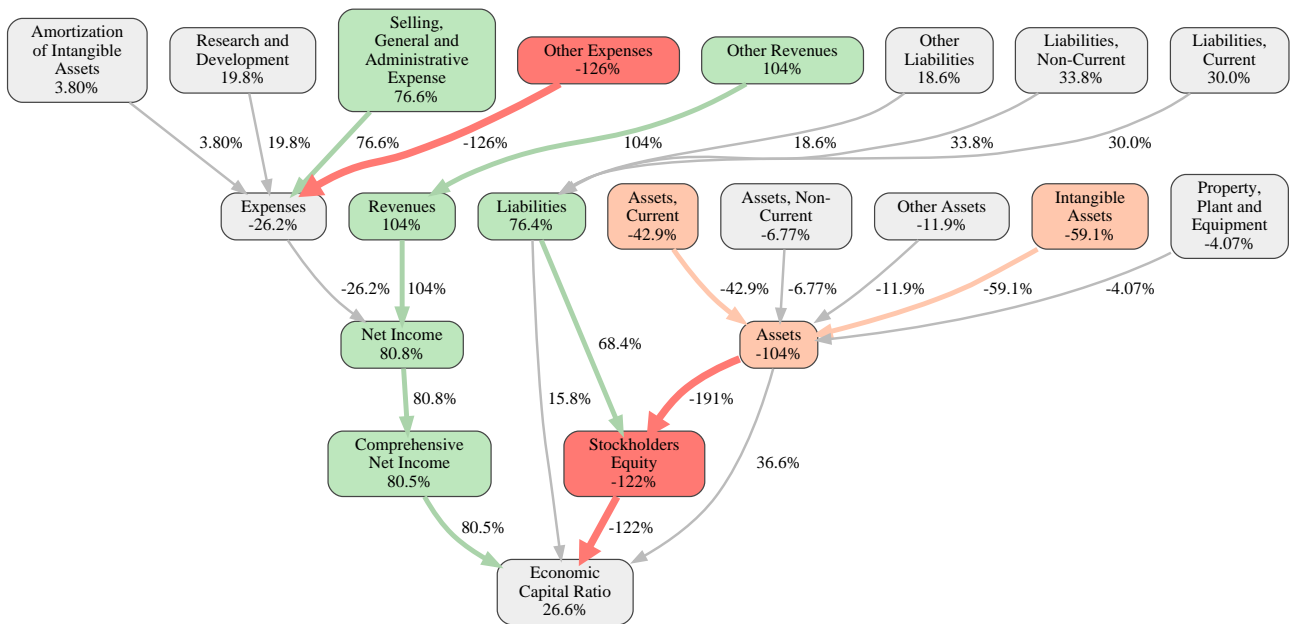 Amortization
of Intangible
Assets
3.80%
Research and
Development
19.8%
Selling,
General and
Administrative
Expense
76.6%
Other Expenses
-126%
Other Revenues
104%
Other
Liabilities
18.6%
Liabilities,
Non-Current
33.8%
Liabilities,
Current
30.0%
3.80%
19.8%
76.6%
-126%
104%
18.6%
33.8%
30.0%
Expenses
-26.2%
Revenues
104%
Liabilities
76.4%
Assets,
Current
-42.9%
Assets, Non-
Current
-6.77%
Other Assets
-11.9%
Intangible
Assets
-59.1%
Property,
Plant and
Equipment
-4.07%
-26.2%
104%
-42.9%
-6.77%
-11.9%
-59.1%
-4.07%
Net Income
80.8%
68.4%
Assets
-104%
80.8%
15.8%
-191%
36.6%
Comprehensive
Net Income
80.5%
Stockholders
Equity
-122%
80.5%
-122%
Economic
Capital Ratio
26.6%